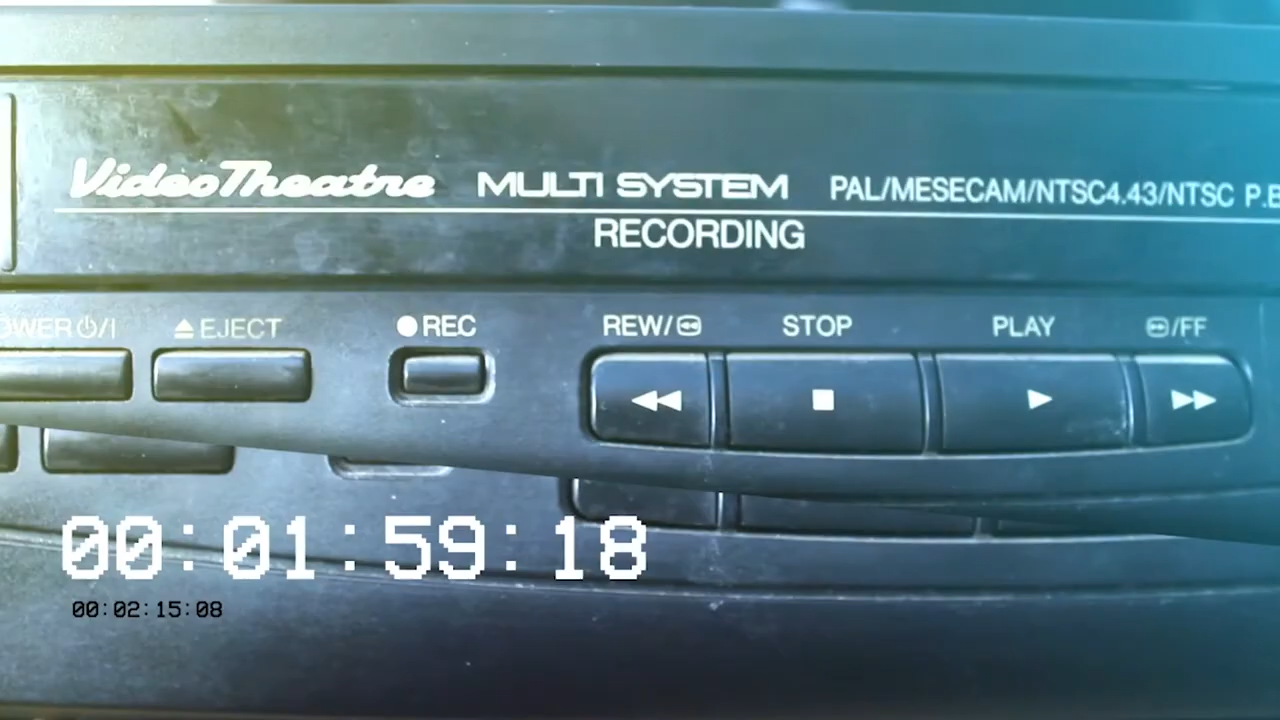 VideoTheatre MULTI SYSTEM PAL/MESECAM/NTSC4.43/NTSC
RECORDING
EJECT REC REW/ STOP PLAY /FF
00:01:59:18
00:02:15:08